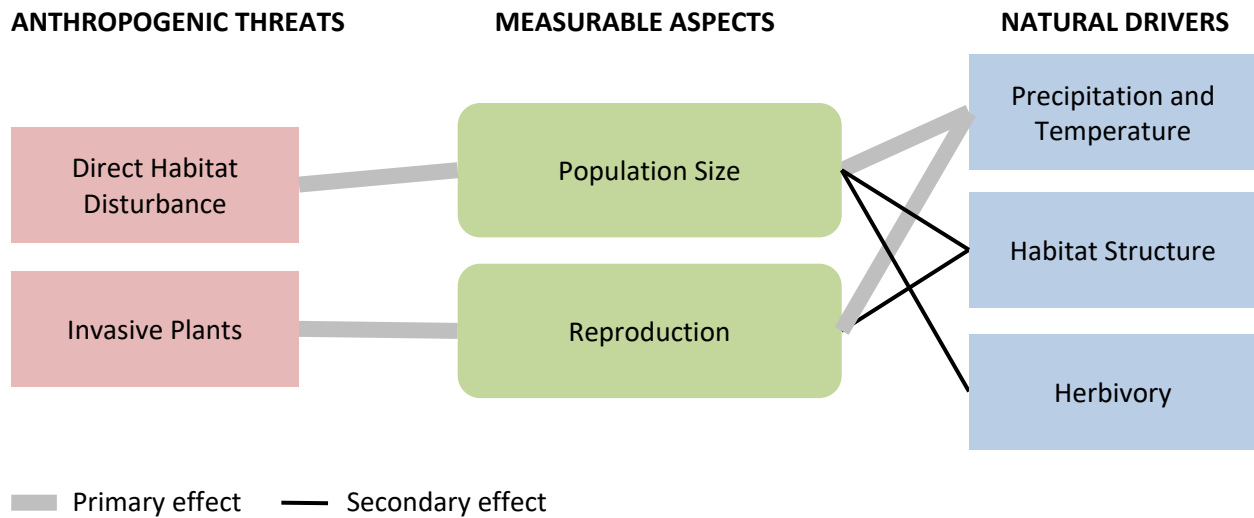 ANTHROPOGENIC THREATS
MEASURABLE ASPECTS
NATURAL DRIVERS
Direct Habitat
Disturbance
Invasive Plants
Population Size
Reproduction
Precipitation and
Temperature
Habitat Structure
Herbivory
Primary effect
Secondary effect